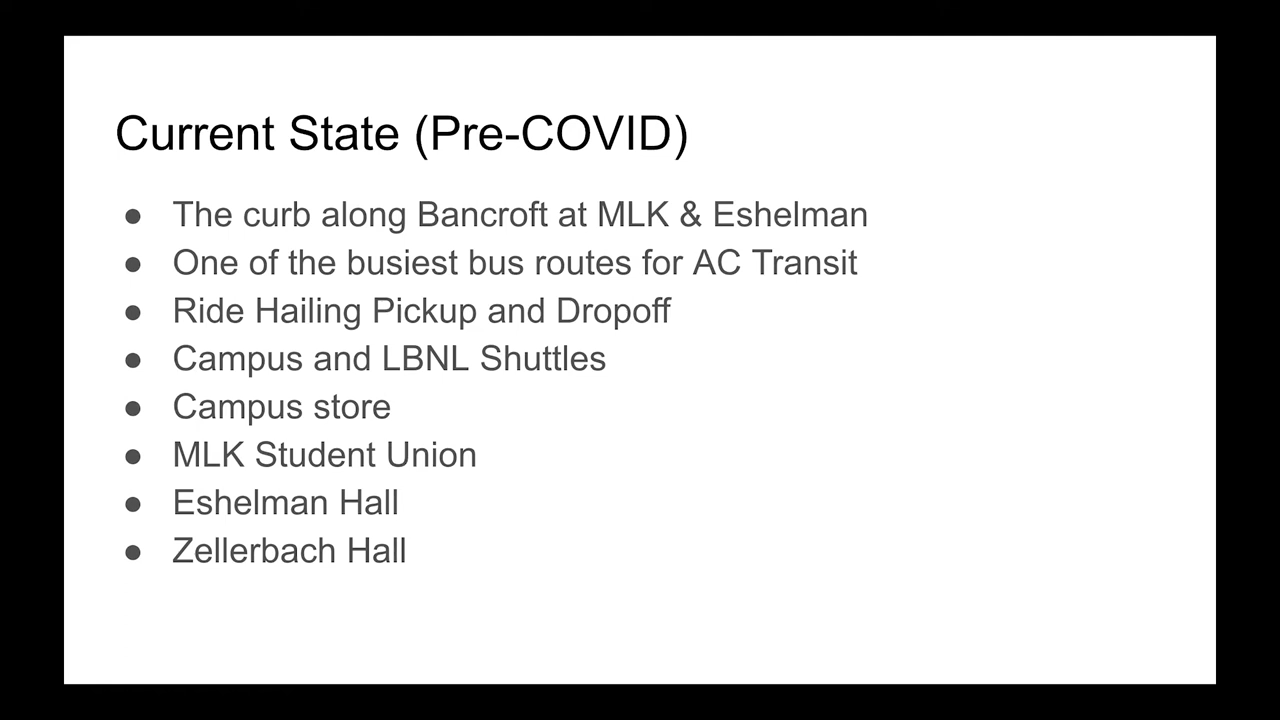 Current State (Pre-COVID)
● The curb along Bancroft at MLK & Eshelman
● One of the busiest bus routes for AC Transit
● Ride Hailing Pickup and Dropoff
● Campus and LBNL Shuttles
● Campus store
● MLK Student Union
● Eshelman Hall
● Zellerbach Hall